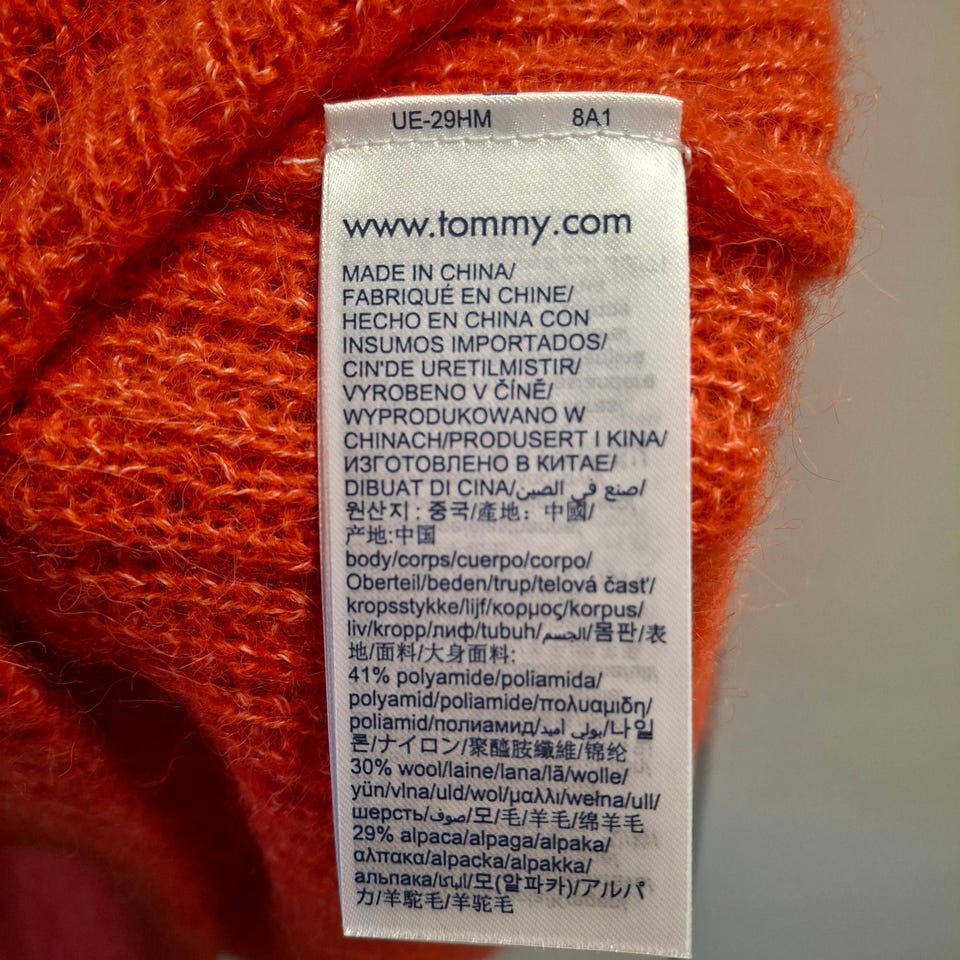 UE-29HM 8A1
www.tommy.com
MADE IN CHINA/
FABRIQUÉ EN CHINE/
HECHO EN CHINA CON
INSUMOS IMPORTADOS/
CIN'DE URETILMISTIR/
VYROBENO V ČÍNĚ/
WYPRODUKOWANO W
CHINACH/PRODUSERT I KINA/
ИЗГОТОВЛЕНО В КИТАЕ/
DIBUAT DI CINA/صنع في الصين/
원산지 : 중국/產地：中國/
产地:中国
body/corps/cuerpo/corpo/
Oberteil/beden/trup/telová časť/
kropsstykke/lijf/κορμος/korpus/
liv/kropp/лиф/tubuh/الجسم/몸판/表
地/面料/大身面料:
41% polyamide/poliamida/
polyamid/poliamide/πολυαμιδη/
poliamid/полиамид/بولي أميد/나일
론/ナイロン/聚醯胺纖維/锦纶
30% wool/laine/lana/lã/wolle/
yün/vlna/uld/wol/μαλλι/wełna/ull/
шерсть/صوف/모/毛/羊毛/绵羊毛
29% alpaca/alpaga/alpaka/
αλπακα/alpacka/alpakka/
альпака/الباكا/모(알파카)/アルパ
カ/羊駝毛/羊驼毛